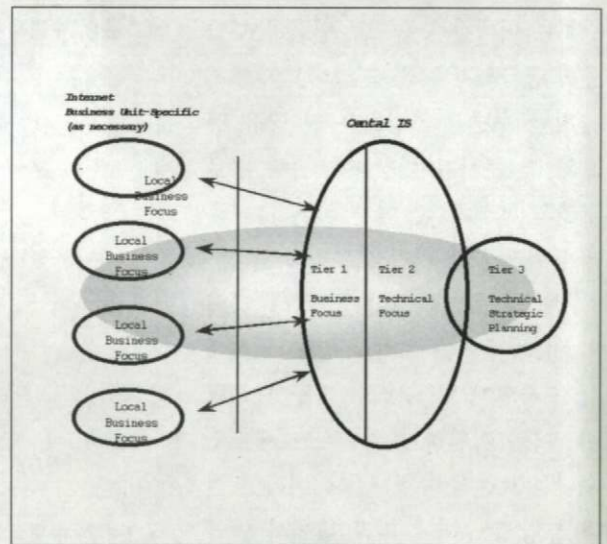 Internet
Business Unit-Specific
(as necessary)
Cental IS
Local
Business
Focus
Local
Business
Focus
Local
Business
Focus
Local
Business
Focus
Tier 1
Business
Focus
Tier 2
Technical
Focus
Tier 3
Technical
Strategic
Planning